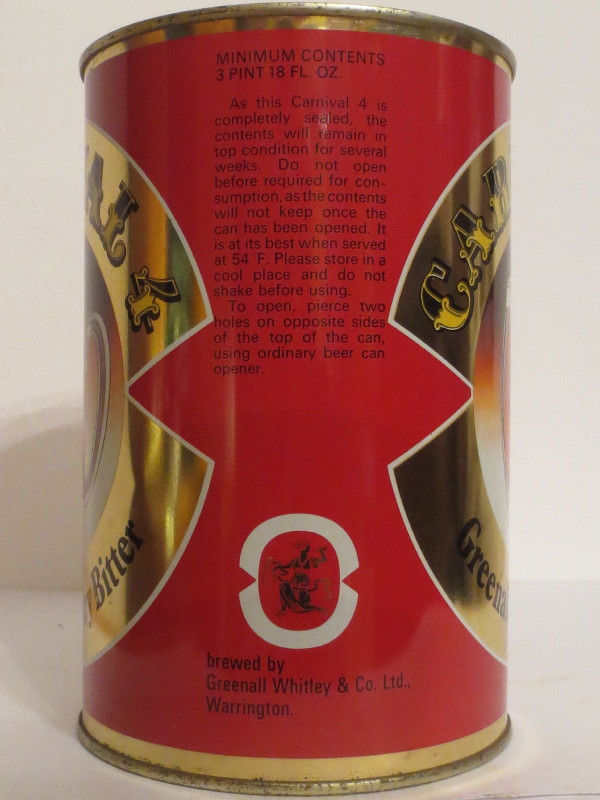 MINIMUM CONTENTS
3 PINT 18 FL. OZ.
As this Carnival 4 is
completely sealed, the
contents will remain in
top condition for several
weeks. Do not open
before required for con-
sumption, as the contents
will not keep once the
can has been opened. It
is at its best when served
at 54° F. Please store in a
cool place and do not
shake before using.
To open, pierce two
holes on opposite sides
of the top of the can,
using ordinary beer can
opener.
4
Bitter
brewed by
Greenall Whitley & Co. Ltd.,
Warrington.